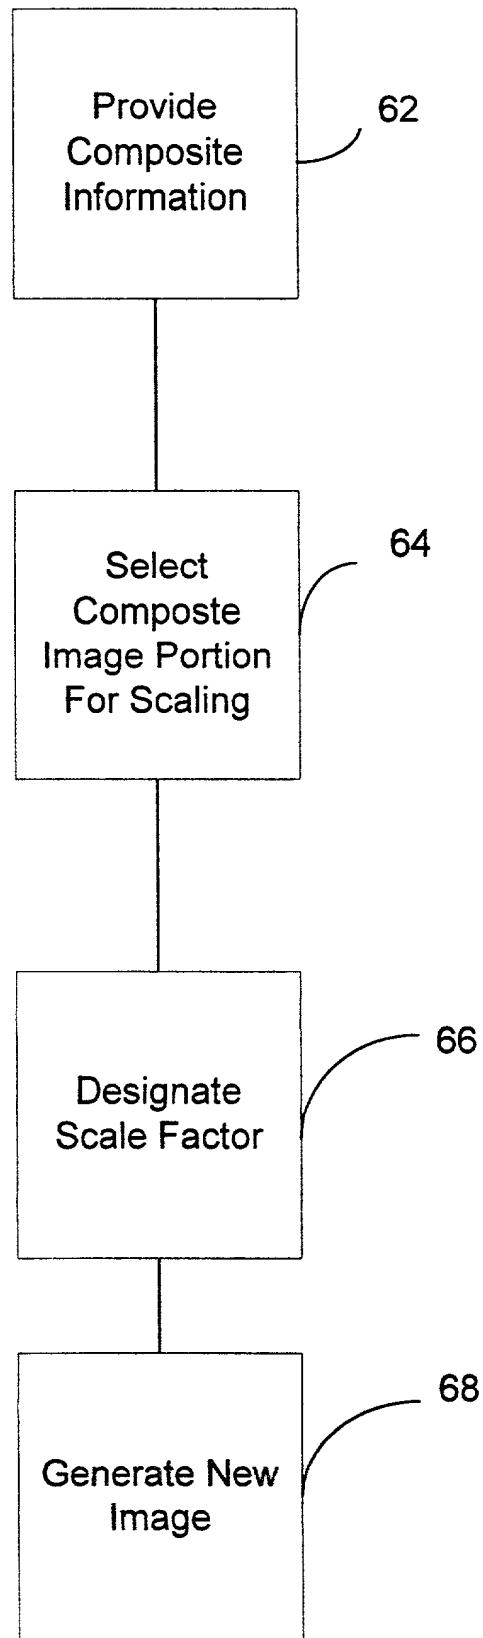 Provide
Composite
Information
62
Select
Composte
Image Portion
For Scaling
64
Designate
Scale Factor
66
Generate New
Image
68